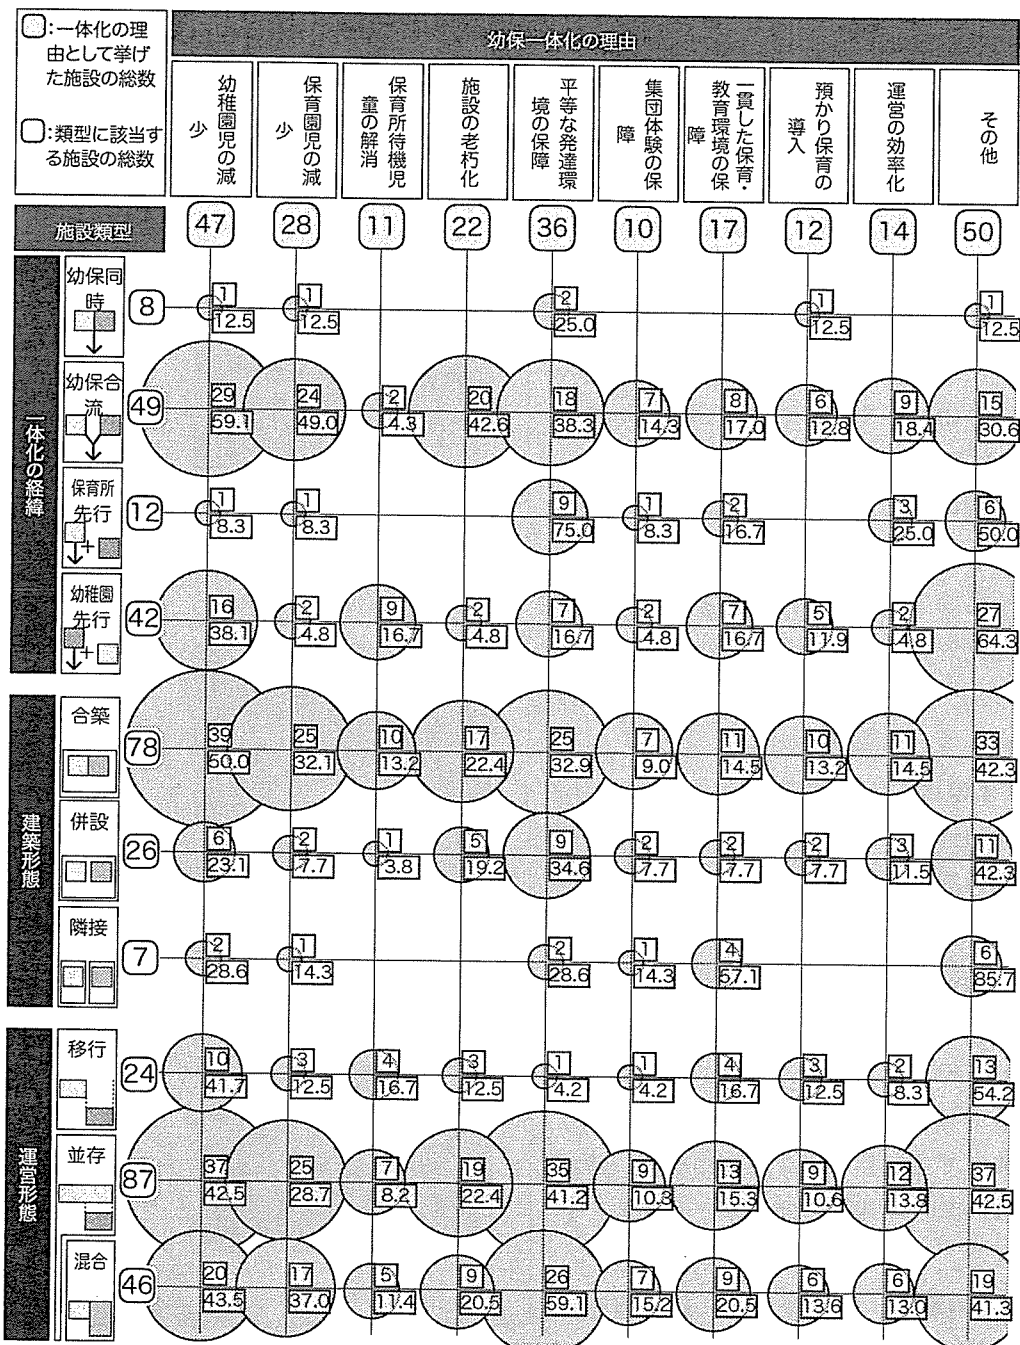 :一体化の理
由として挙げ
た施設の総数
:類型に該当す
る施設の総数
幼保一体化の理由
幼稚園児の減
少
保育園児の減
少
保育所待機児
童の解消
施設の老朽化
平等な発達環
境の保障
集団体験の保
障
一貫した保育・
教育環境の保
障
預かり保育の
導入
運営の効率化
その他
施設類型
47 28 11 22 36 10 17 12 14 50
一体化の経緯
幼保同
時
8
1 1 2 1 1
12.5 12.5 25.0 12.5 12.5
幼保合
流
49
29 24 2 20 18 7 8 6 9 15
59.1 49.0 4.3 42.6 38.3 14.3 17.0 12.8 18.4 30.6
保育所
先行
+
12
1 1 9 1 2 3 6
8.3 8.3 75.0 8.3 16.7 25.0 50.0
幼稚園
先行
+
42
16 2 9 2 7 2 7 5 2 27
38.1 4.8 16.7 4.8 16.7 4.8 16.7 11.9 4.8 64.3
建築形態
合築
78
39 25 10 17 25 7 11 10 11 33
50.0 32.1 13.2 22.4 32.9 9.0 14.5 13.2 14.5 42.3
併設
26
6 2 1 5 9 2 2 2 3 11
23.1 7.7 3.8 19.2 34.6 7.7 7.7 7.7 11.5 42.3
隣接
7
2 1 2 1 4 6
28.6 14.3 28.6 14.3 57.1 85.7
運営形態
移行
24
10 3 4 3 1 1 4 3 2 13
41.7 12.5 16.7 12.5 4.2 4.2 16.7 12.5 8.3 54.2
並存
87
37 25 7 19 35 9 13 9 12 37
42.5 28.7 8.2 22.4 41.2 10.3 15.3 10.6 13.8 42.5
混合
46
20 17 5 9 26 7 9 6 6 19
43.5 37.0 11.4 20.5 59.1 15.2 20.5 13.6 13.0 41.3